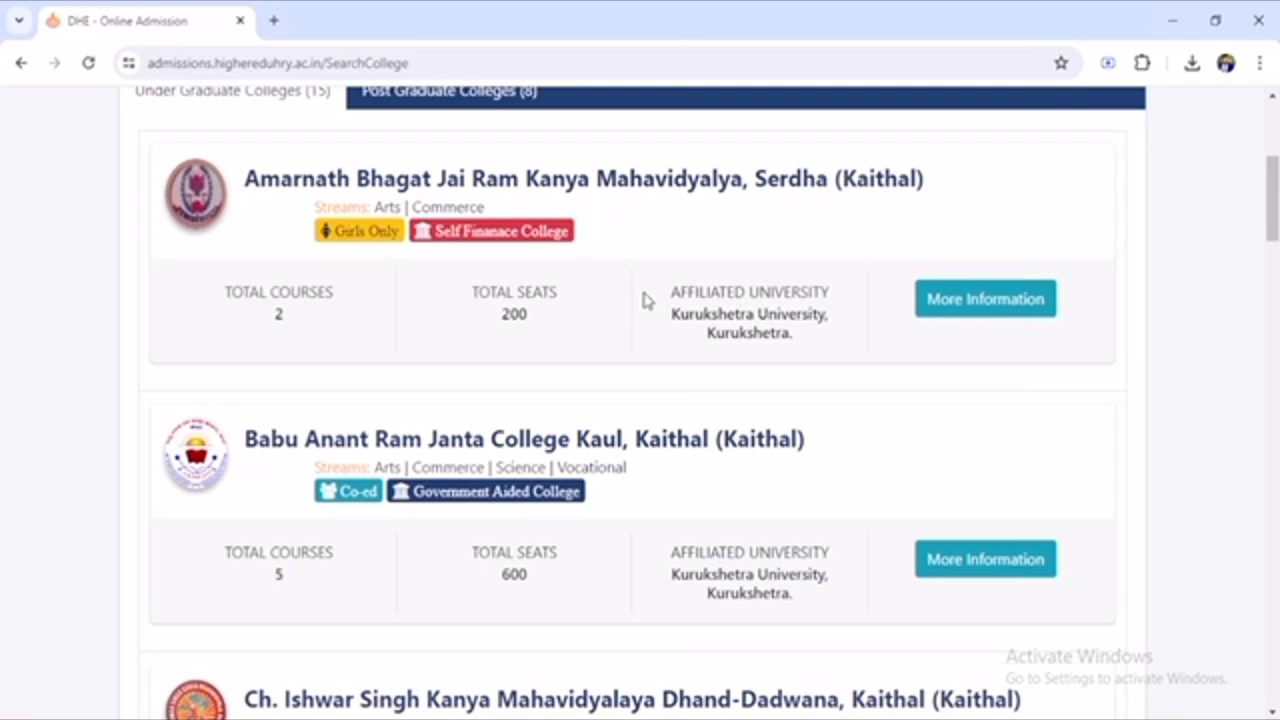 DHE - Online Admission
admissions.highereduhry.ac.in/SearchCollege
Under Graduate Colleges (15)
Post Graduate Colleges (8)
Amarnath Bhagat Jai Ram Kanya Mahavidyalya, Serdha (Kaithal)
Streams: Arts | Commerce
Girls Only Self Finanace College
TOTAL COURSES
2
TOTAL SEATS
200
AFFILIATED UNIVERSITY
Kurukshetra University,
Kurukshetra.
More Information
Babu Anant Ram Janta College Kaul, Kaithal (Kaithal)
Streams: Arts | Commerce | Science | Vocational
Co-ed Government Aided College
TOTAL COURSES
5
TOTAL SEATS
600
AFFILIATED UNIVERSITY
Kurukshetra University,
Kurukshetra.
More Information
Ch. Ishwar Singh Kanya Mahavidyalaya Dhand-Dadwana, Kaithal (Kaithal)
Activate Windows
Go to Settings to activate Windows.